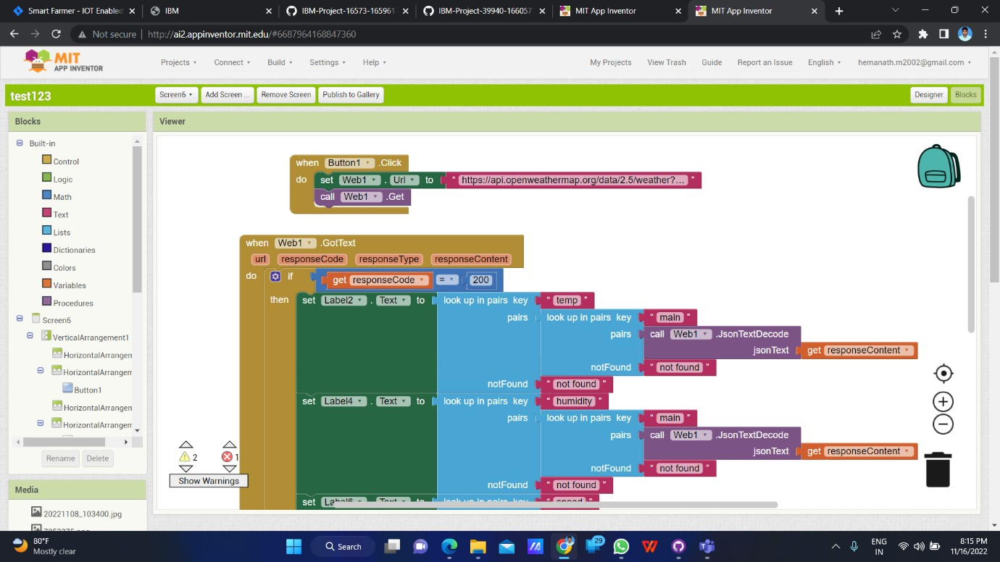 Smart Farmer - IOT Enabled
IBM
IBM-Project-16573-165961
IBM-Project-39940-166057
MIT App Inventor
MIT App Inventor
Not secure | http://ai2.appinventor.mit.edu/#6687964168847360
MIT
APP INVENTOR
Projects
Connect
Build
Settings
Help
My Projects
View Trash
Guide
Report an Issue
English
hemanath.m2002@gmail.com
test123
Screen6
Add Screen ...
Remove Screen
Publish to Gallery
Designer
Blocks
Blocks
Built-in
Control
Logic
Math
Text
Lists
Dictionaries
Colors
Variables
Procedures
Screen6
VerticalArrangement1
HorizontalArrangem
HorizontalArrangem
Button1
HorizontalArrangem
HorizontalArrangem
Rename
Delete
Media
20221108_103400.jpg
Viewer
when Button1 .Click
do set Web1 . Url to " https://api.openweathermap.org/data/2.5/weather?... "
call Web1 .Get
when Web1 .GotText
url responseCode responseType responseContent
do if get responseCode = 200
then set Label2 . Text to look up in pairs key " temp "
pairs look up in pairs key " main "
pairs call Web1 .JsonTextDecode
jsonText get responseContent
notFound " not found "
notFound " not found "
set Label4 . Text to look up in pairs key " humidity "
pairs look up in pairs key " main "
pairs call Web1 .JsonTextDecode
jsonText get responseContent
notFound " not found "
notFound " not found "
set Label6 . Text to look up in pairs key " speed "
2
1
Show Warnings
80°F
Mostly clear
Search
29
ENG
IN
8:15 PM
11/16/2022